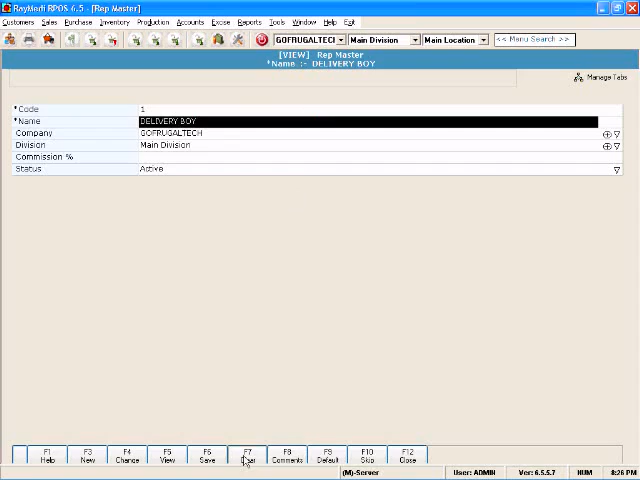 RayMedi RPOS 6.5 - [Rep Master]
Customers Sales Purchase Inventory Production Accounts Excise Reports Tools Window Help Exit
GOFRUGALTECI Main Division Main Location << Menu Search >>
[VIEW] Rep Master
*Name :- DELIVERY BOY
Manage Tabs
*Code 1
*Name DELIVERY BOY
Company GOFRUGALTECH
Division Main Division
Commission %
Status Active
F1 F3 F4 F5 F6 F7 F8 F9 F10 F12
Help New Change View Save Clear Comments Default Skip Close
(M)-Server User: ADMIN Ver: 6.5.5.7 NUM 8:26 PM